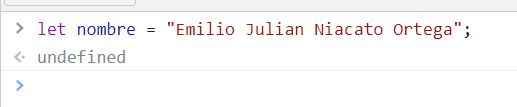 let nombre = "Emilio Julian Niacato Ortega";
undefined